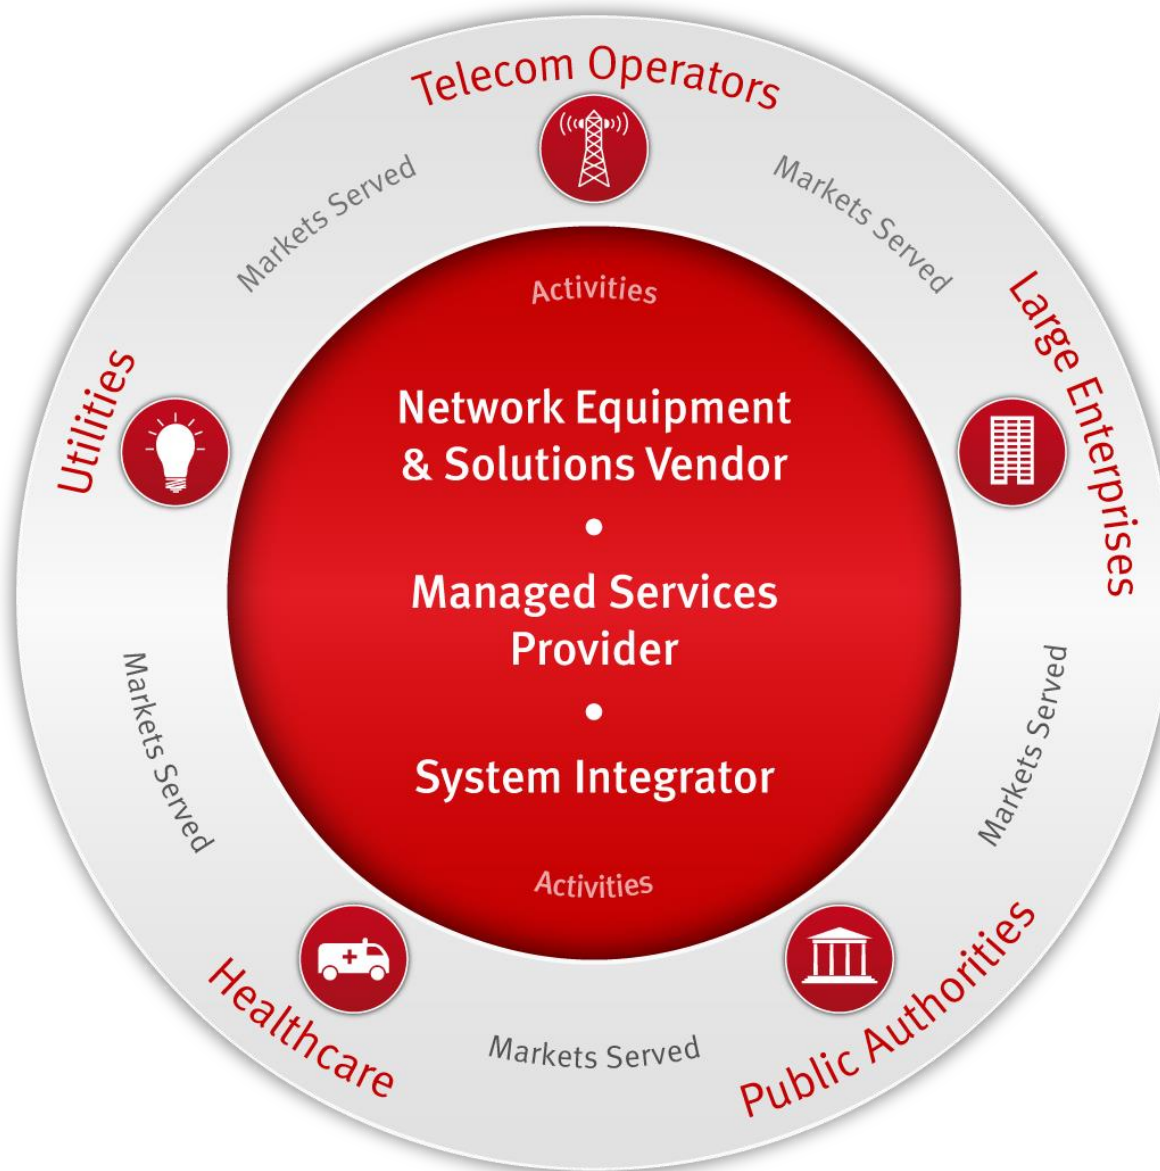 Telecom Operators
Markets Served
Markets Served
Activities
Large Enterprises
Utilities
Network Equipment
& Solutions Vendor
•
Managed Services
Provider
•
System Integrator
Markets Served
Markets Served
Activities
Healthcare
Public Authorities
Markets Served